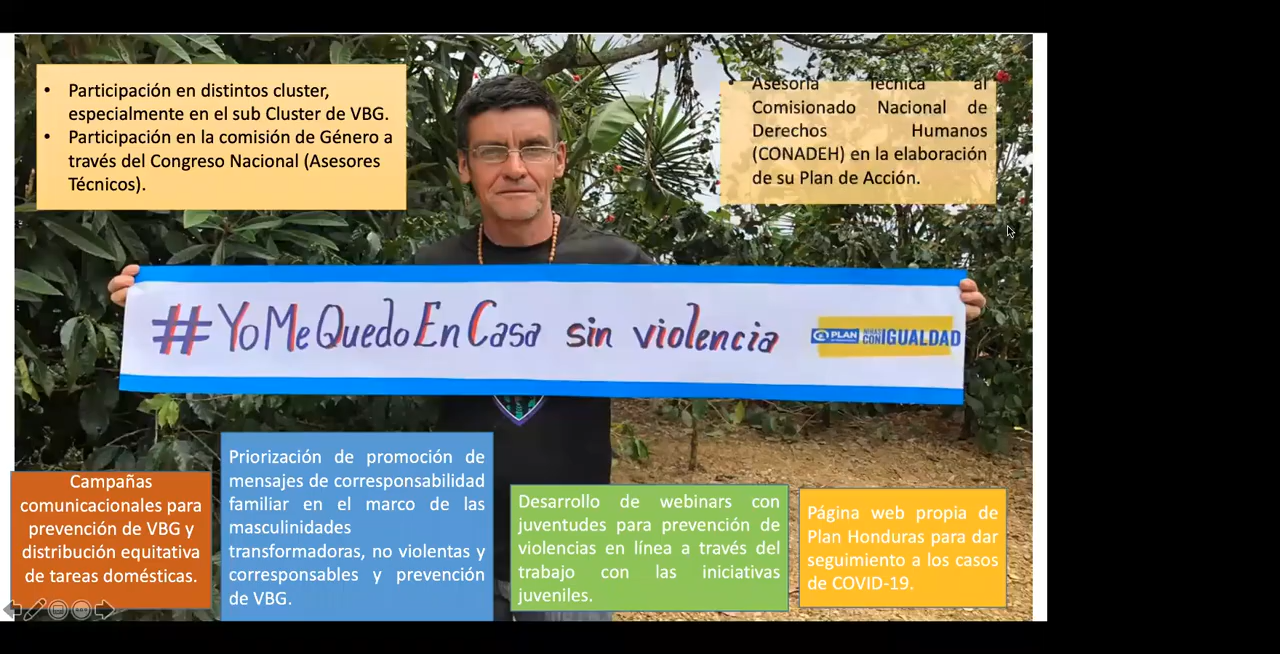 • Participación en distintos cluster,
especialmente en el sub Cluster de VBG.
• Participación en la comisión de Género a
través del Congreso Nacional (Asesores
Técnicos).
• Asesoría Técnica al
Comisionado Nacional de
Derechos Humanos
(CONADEH) en la elaboración
de su Plan de Acción.
#YoMeQuedoEnCasa sin violencia
PLAN
NIÑAS CON IGUALDAD
Campañas
comunicacionales para
prevención de VBG y
distribución equitativa
de tareas domésticas.
Priorización de promoción de
mensajes de corresponsabilidad
familiar en el marco de las
masculinidades
transformadoras, no violentas y
corresponsables y prevención
de VBG.
Desarrollo de webinars con
juventudes para prevención de
violencias en línea a través del
trabajo con las iniciativas
juveniles.
Página web propia de
Plan Honduras para dar
seguimiento a los casos
de COVID-19.